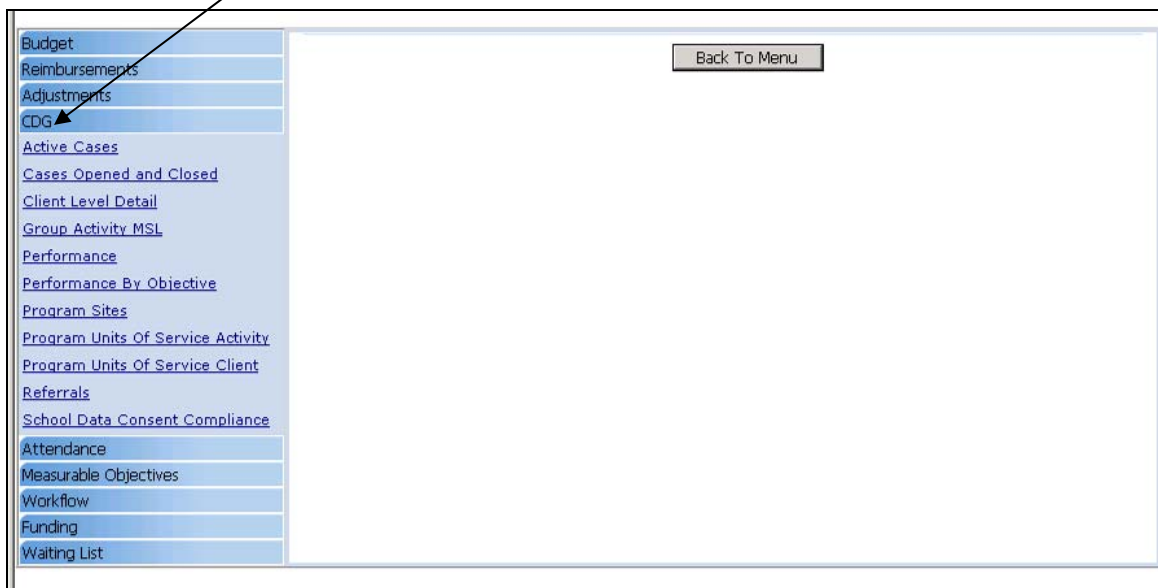 Budget
Reimbursements
Adjustments
CDG
Active Cases
Cases Opened and Closed
Client Level Detail
Group Activity MSL
Performance
Performance By Objective
Program Sites
Program Units Of Service Activity
Program Units Of Service Client
Referrals
School Data Consent Compliance
Attendance
Measurable Objectives
Workflow
Funding
Waiting List
Back To Menu